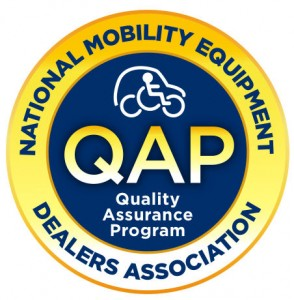 NATIONAL MOBILITY EQUIPMENT
QAP
Quality
Assurance
Program
DEALERS ASSOCIATION